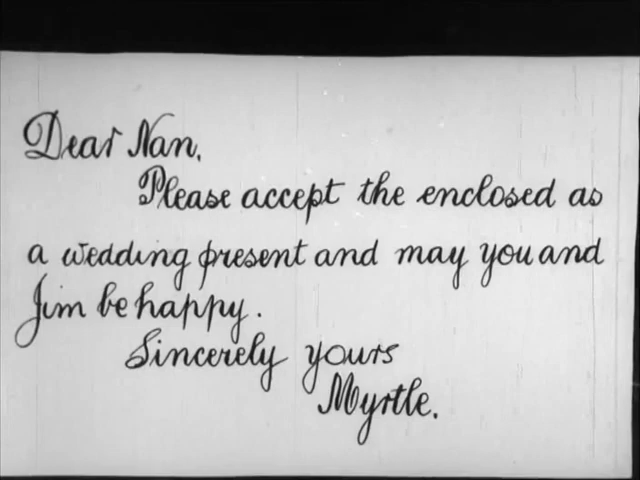 Dear Nan,
Please accept the enclosed as
a wedding present and may you and
Jim be happy.
Sincerely yours
Myrtle.